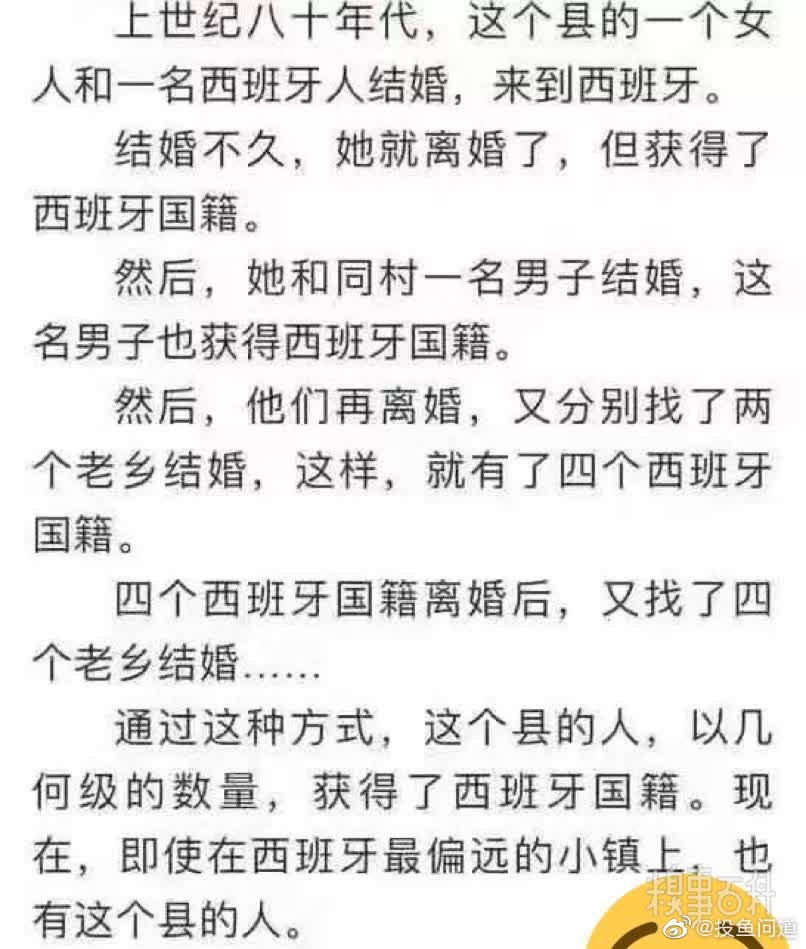 上世纪八十年代，这个县的一个女
人和一名西班牙人结婚，来到西班牙。
结婚不久，她就离婚了，但获得了
西班牙国籍。
然后，她和同村一名男子结婚，这
名男子也获得西班牙国籍。
然后，他们再离婚，又分别找了两
个老乡结婚，这样，就有了四个西班牙
国籍。
四个西班牙国籍离婚后，又找了四
个老乡结婚……
通过这种方式，这个县的人，以几
何级的数量，获得了西班牙国籍。现
在，即使在西班牙最偏远的小镇上，也
有这个县的人。
糗事百科
@投鱼问道